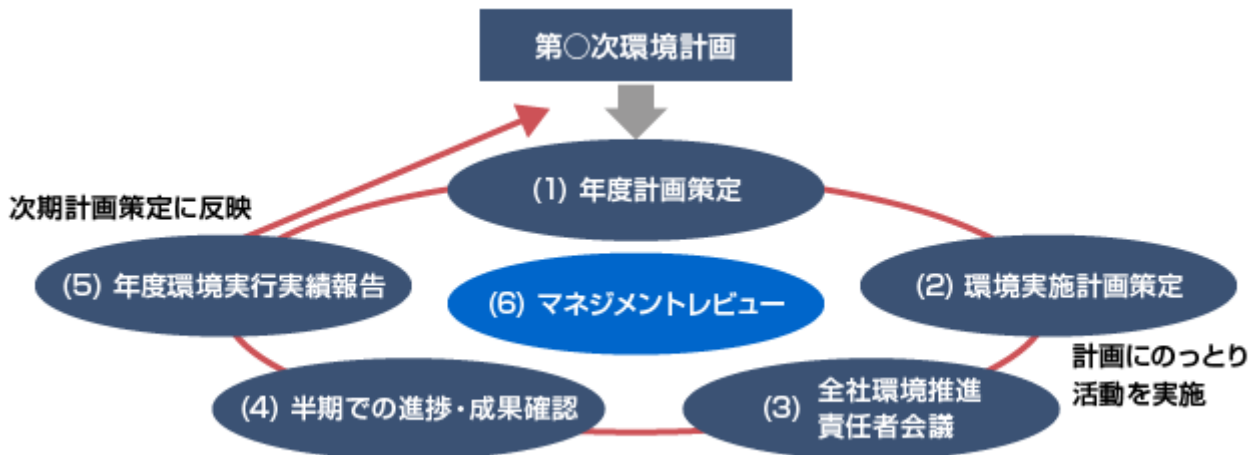 第○次環境計画
(1) 年度計画策定
次期計画策定に反映
(5) 年度環境実行実績報告
(6) マネジメントレビュー
(2) 環境実施計画策定
計画にのっとり
活動を実施
(4) 半期での進捗・成果確認
(3) 全社環境推進
責任者会議